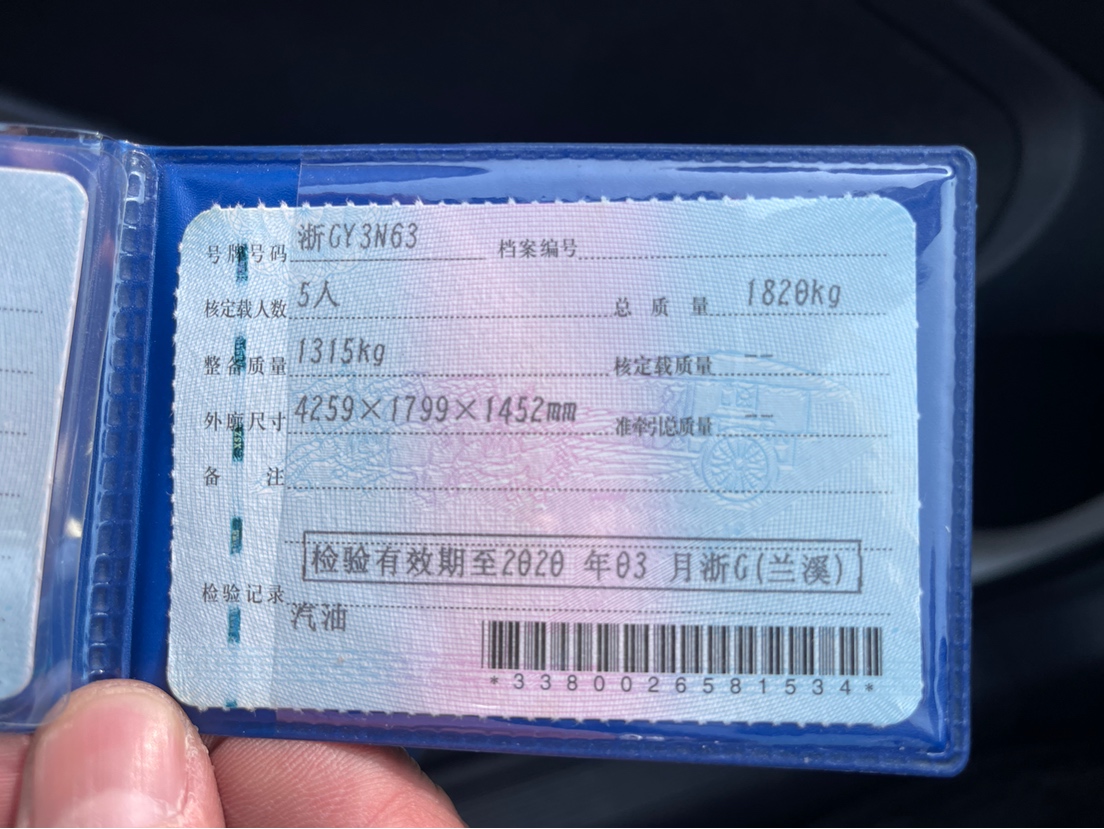 号牌号码 浙GY3N63 档案编号
核定载人数 5人 总质量 1820kg
整备质量 1315kg 核定载质量 --
外廓尺寸 4259×1799×1452mm 准牵引总质量 --
备注
检验有效期至2020 年03 月浙G(兰溪)
检验记录
汽油
*3380026581534*